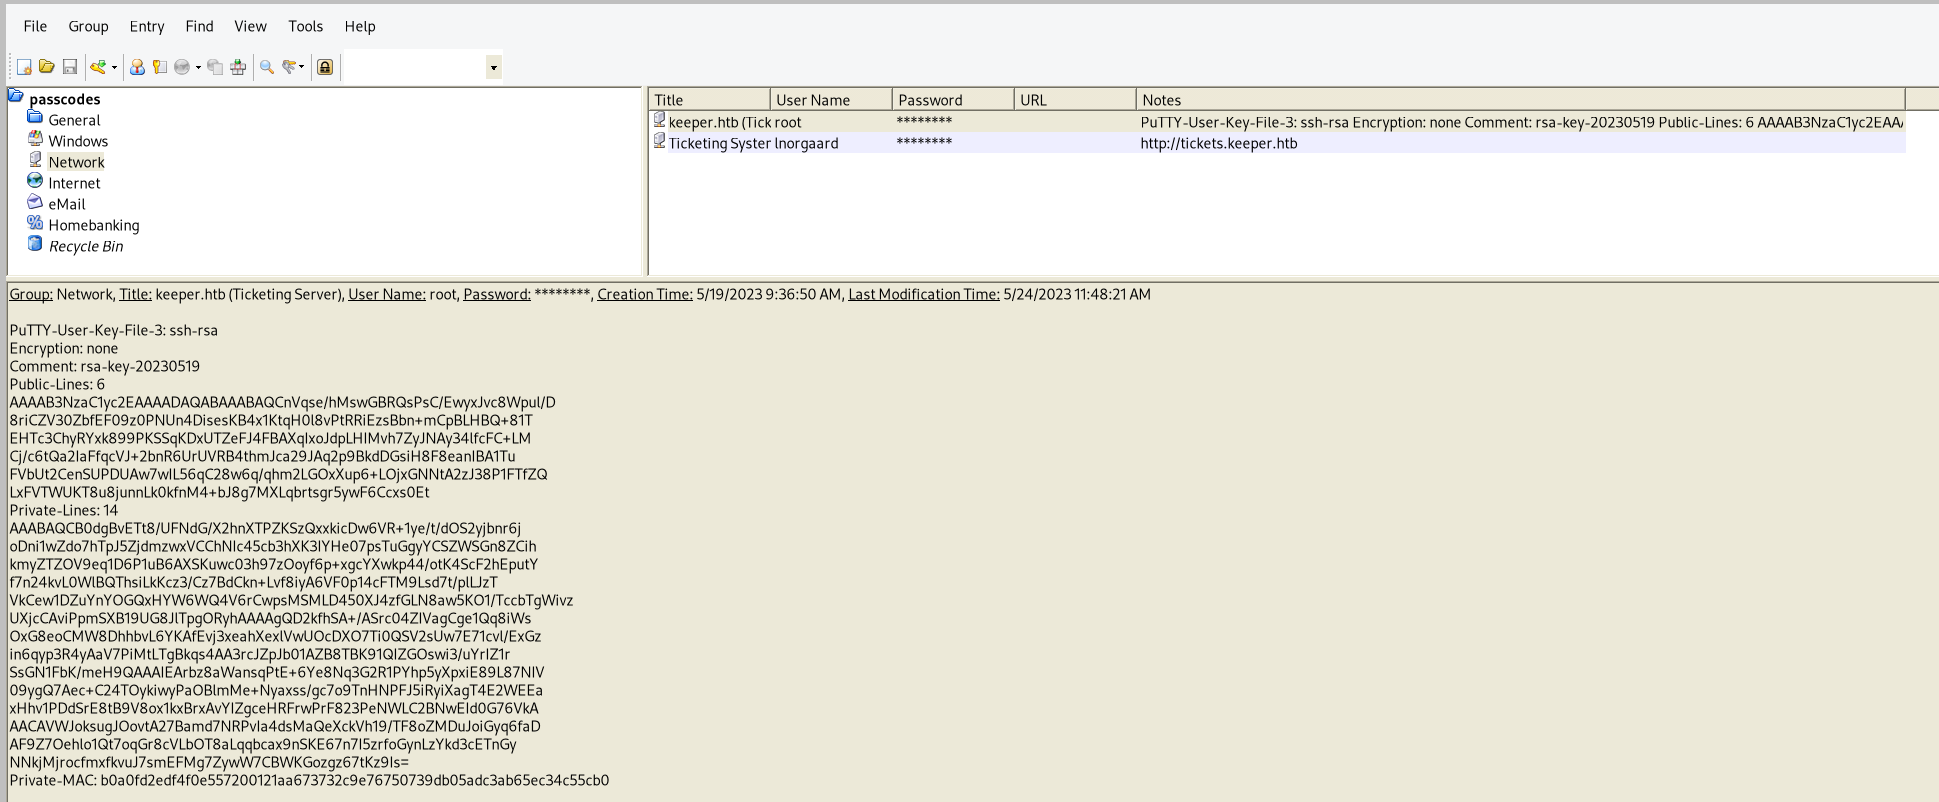 File Group Entry Find View Tools Help
passcodes
General
Windows
Network
Internet
eMail
Homebanking
Recycle Bin
Title User Name Password URL Notes
keeper.htb (Tick root ******** PuTTY-User-Key-File-3: ssh-rsa Encryption: none Comment: rsa-key-20230519 Public-Lines: 6 AAAAB3NzaC1yc2EAAA
Ticketing Syster lnorgaard ******** http://tickets.keeper.htb
Group: Network, Title: keeper.htb (Ticketing Server), User Name: root, Password: ********, Creation Time: 5/19/2023 9:36:50 AM, Last Modification Time: 5/24/2023 11:48:21 AM
PuTTY-User-Key-File-3: ssh-rsa
Encryption: none
Comment: rsa-key-20230519
Public-Lines: 6
AAAAB3NzaC1yc2EAAAADAQABAAABAQCnVqse/hMswGBRQsPsC/EwyxJvc8Wpul/D
8riCZV30ZbfEF09z0PNUn4DisesKB4x1KtqH0l8vPtRRiEzsBbn+mCpBLHBQ+81T
EHTc3ChyRYxk899PKSSqKDxUTZeFJ4FBAXqIxoJdpLHIMvh7ZyJNAy34lfcFC+LM
Cj/c6tQa2IaFfqcVJ+2bnR6UrUVRB4thmJca29JAq2p9BkdDGsiH8F8eanIBA1Tu
FVbUt2CenSUPDUAw7wIL56qC28w6q/qhm2LGOxXup6+LOjxGNNtA2zJ38P1FTfZQ
LxFVTWUKT8u8junnLk0kfnM4+bJ8g7MXLqbrtsgr5ywF6Ccxs0Et
Private-Lines: 14
AAABAQCB0dgBvETt8/UFNdG/X2hnXTPZKSzQxxkicDw6VR+1ye/t/dOS2yjbnr6j
oDni1wZdo7hTpJ5ZjdmzwxVCChNIc45cb3hXK3IYHe07psTuGgyYCSZWSGn8ZCih
kmyZTZOV9eq1D6P1uB6AXSKuwc03h97zOoyf6p+xgcYXwkp44/otK4ScF2hEputY
f7n24kvL0WlBQThsiLkKcz3/Cz7BdCkn+Lvf8iyA6VF0p14cFTM9Lsd7t/plLJzT
VkCew1DZuYnYOGQxHYW6WQ4V6rCwpsMSMLD450XJ4zfGLN8aw5KO1/TccbTgWivz
UXjcCAviPpmSXB19UG8JlTpgORyhAAAAgQD2kfhSA+/ASrc04ZIVagCge1Qq8iWs
OxG8eoCMW8DhhbvL6YKAfEvj3xeahXexlVwUOcDXO7Ti0QSV2sUw7E71cvl/ExGz
in6qyp3R4yAaV7PiMtLTgBkqs4AA3rcJZpJb01AZB8TBK91QIZGOswi3/uYrIZ1r
SsGN1FbK/meH9QAAAIEArbz8aWansqPtE+6Ye8Nq3G2R1PYhp5yXpxiE89L87NIV
09ygQ7Aec+C24TOykiwyPaOBlmMe+Nyaxss/gc7o9TnHNPFJ5iRyiXagT4E2WEEa
xHhv1PDdSrE8tB9V8ox1kxBrxAvYIZgceHRFrwPrF823PeNWLC2BNwEId0G76VkA
AACAVWJoksugJOovtA27Bamd7NRPvIa4dsMaQeXckVh19/TF8oZMDuJoiGyq6faD
AF9Z7Oehlo1Qt7oqGr8cVLbOT8aLqqbcax9nSKE67n7I5zrfoGynLzYkd3cETnGy
NNkjMjrocfmxfkvuJ7smEFMg7ZywW7CBWKGozgz67tKz9Is=
Private-MAC: b0a0fd2edf4f0e557200121aa673732c9e76750739db05adc3ab65ec34c55cb0